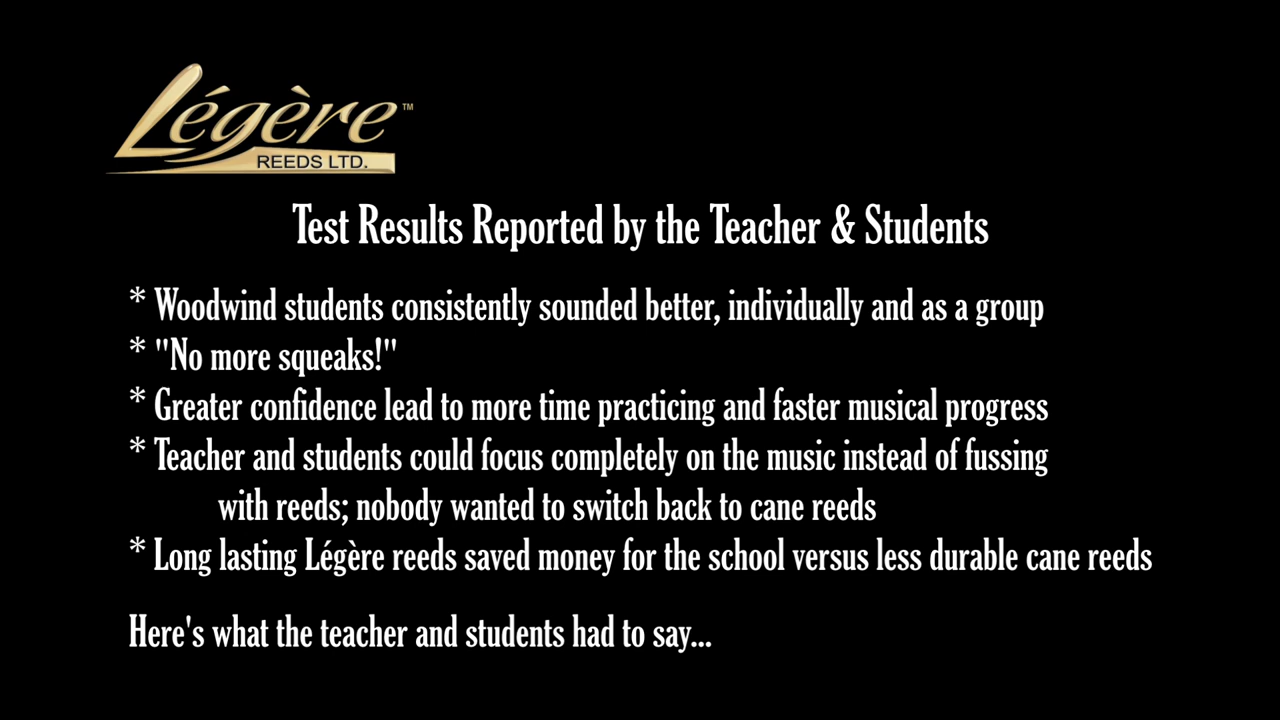 Légère™
REEDS LTD.
Test Results Reported by the Teacher & Students
* Woodwind students consistently sounded better, individually and as a group
* "No more squeaks!"
* Greater confidence lead to more time practicing and faster musical progress
* Teacher and students could focus completely on the music instead of fussing
with reeds; nobody wanted to switch back to cane reeds
* Long lasting Légère reeds saved money for the school versus less durable cane reeds
Here's what the teacher and students had to say...